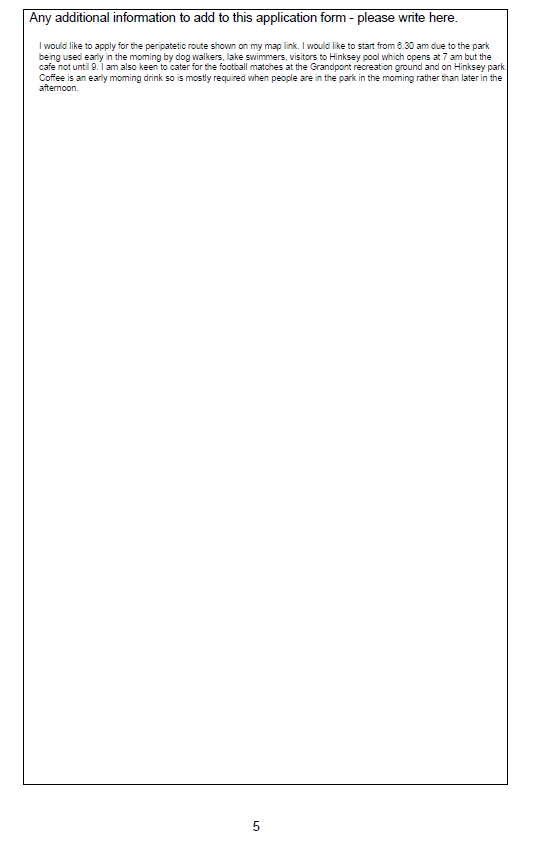 Any additional information to add to this application form - please write here.
I would like to apply for the peripatetic route shown on my map link. I would like to start from 6.30 am due to the park
being used early in the morning by dog walkers, lake swimmers, visitors to Hinksey pool which opens at 7 am but the
cafe not until 9. I am also keen to cater for the football matches at the Grandpont recreation ground and on Hinksey park.
Coffee is an early morning drink so is mostly required when people are in the park in the morning rather than later in the
afternoon.
5